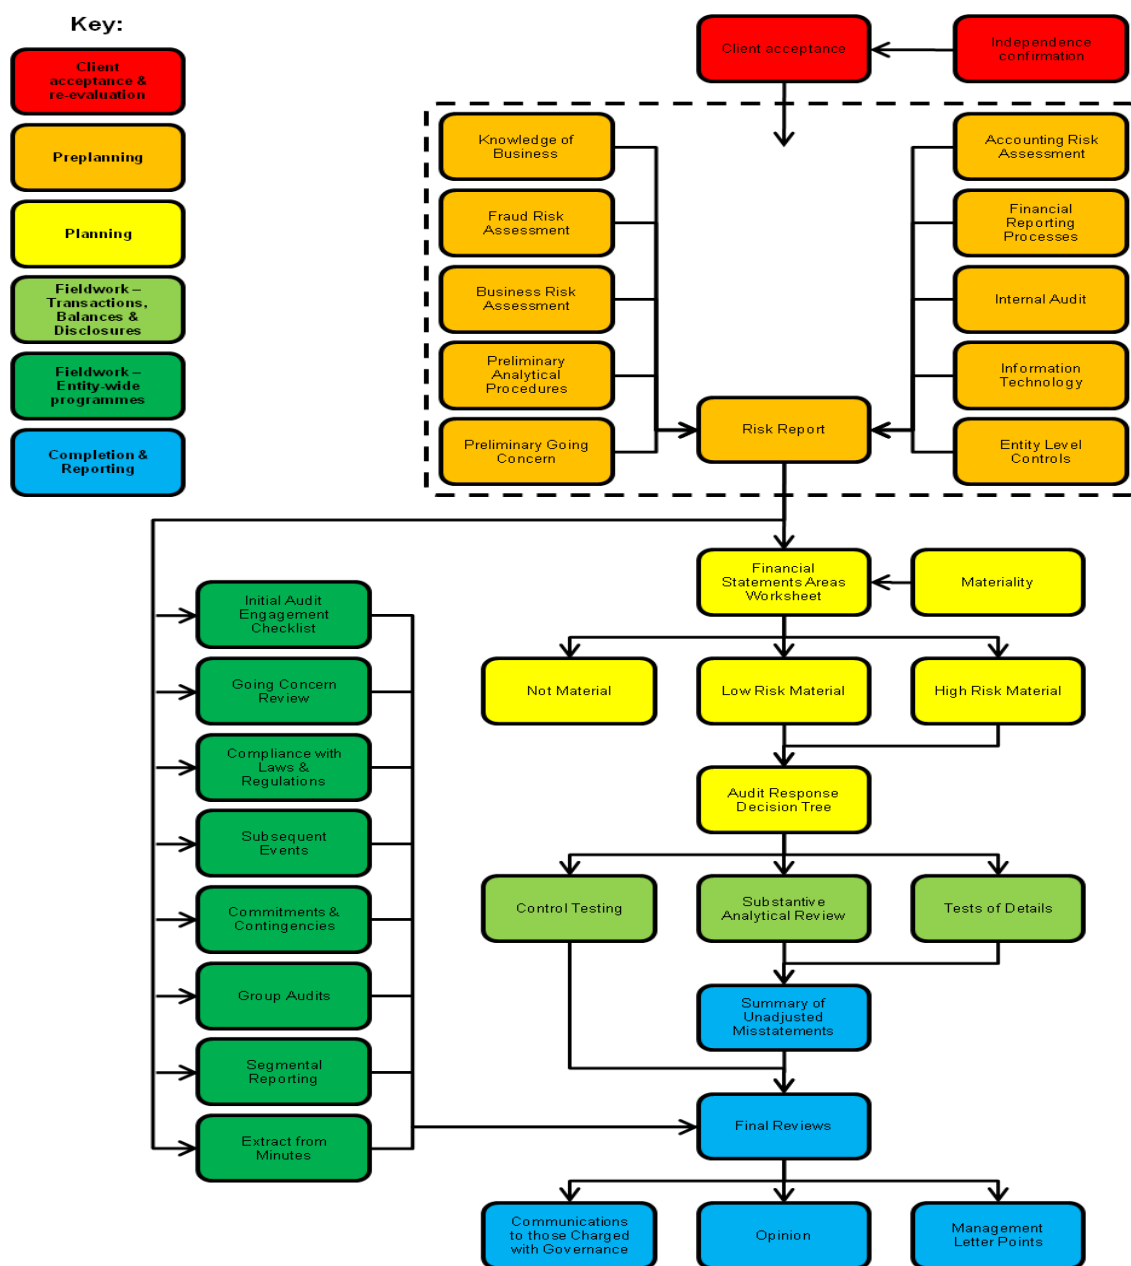 Key:
Client
acceptance &
re-evaluation
Preplanning
Planning
Fieldwork –
Transactions,
Balances &
Disclosures
Fieldwork –
Entity-wide
programmes
Completion &
Reporting
Client acceptance
Independence
confirmation
Knowledge of
Business
Fraud Risk
Assessment
Business Risk
Assessment
Preliminary
Analytical
Procedures
Preliminary Going
Concern
Risk Report
Accounting Risk
Assessment
Financial
Reporting
Processes
Internal Audit
Information
Technology
Entity Level
Controls
Initial Audit
Engagement
Checklist
Going Concern
Review
Compliance with
Laws &
Regulations
Subsequent
Events
Commitments &
Contingencies
Group Audits
Segmental
Reporting
Extract from
Minutes
Financial
Statements Areas
Worksheet
Materiality
Not Material
Low Risk Material
High Risk Material
Audit Response
Decision Tree
Control Testing
Substantive
Analytical Review
Tests of Details
Summary of
Unadjusted
Misstatements
Final Reviews
Communications
to those Charged
with Governance
Opinion
Management
Letter Points